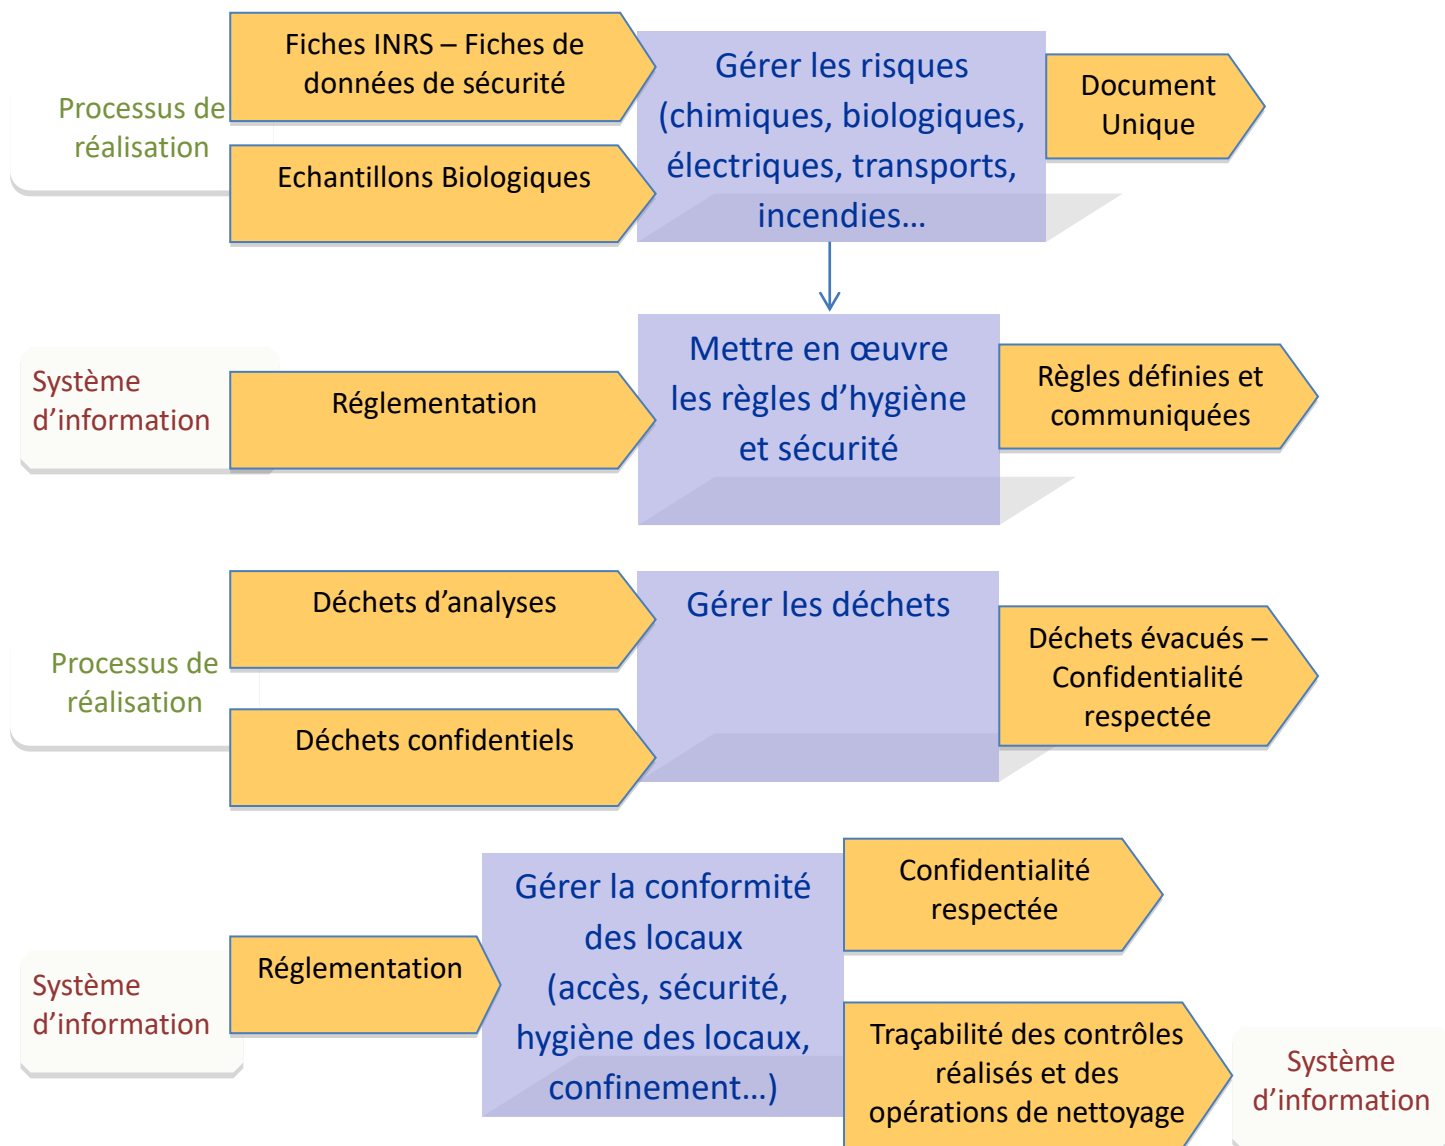 Processus de
réalisation
Fiches INRS – Fiches de
données de sécurité
Echantillons Biologiques
Gérer les risques
(chimiques, biologiques,
électriques, transports,
incendies…
Document
Unique
Système
d’information
Réglementation
Mettre en œuvre
les règles d’hygiène
et sécurité
Règles définies et
communiquées
Processus de
réalisation
Déchets d’analyses
Déchets confidentiels
Gérer les déchets
Déchets évacués –
Confidentialité
respectée
Système
d’information
Réglementation
Gérer la conformité
des locaux
(accès, sécurité,
hygiène des locaux,
confinement…)
Confidentialité
respectée
Traçabilité des contrôles
réalisés et des
opérations de nettoyage
Système
d’information